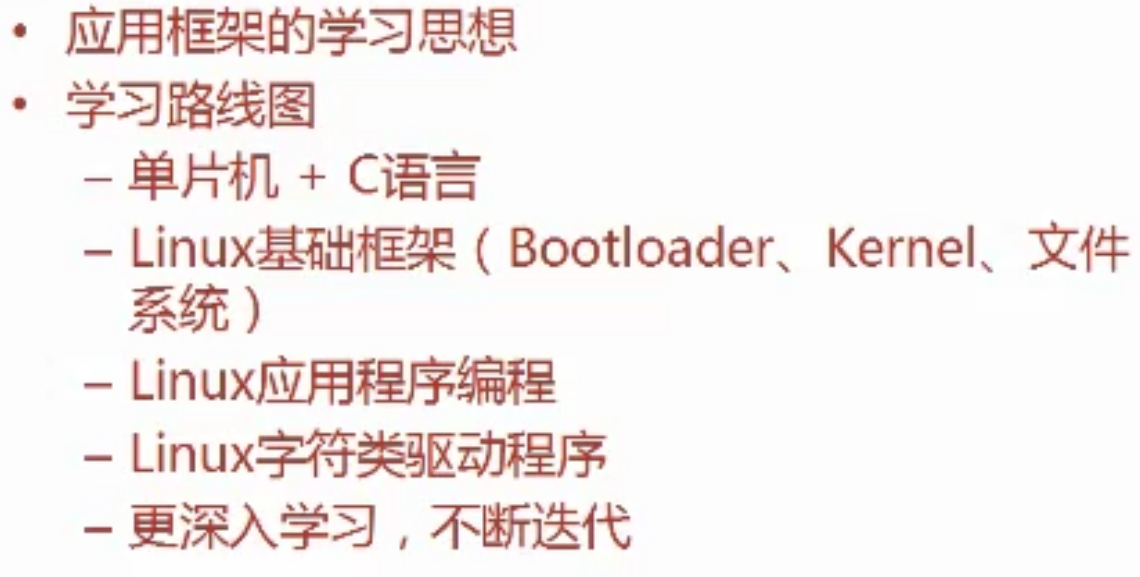 • 应用框架的学习思想
• 学习路线图
– 单片机 + C语言
– Linux基础框架（Bootloader、Kernel、文件
系统）
– Linux应用程序编程
– Linux字符类驱动程序
– 更深入学习，不断迭代